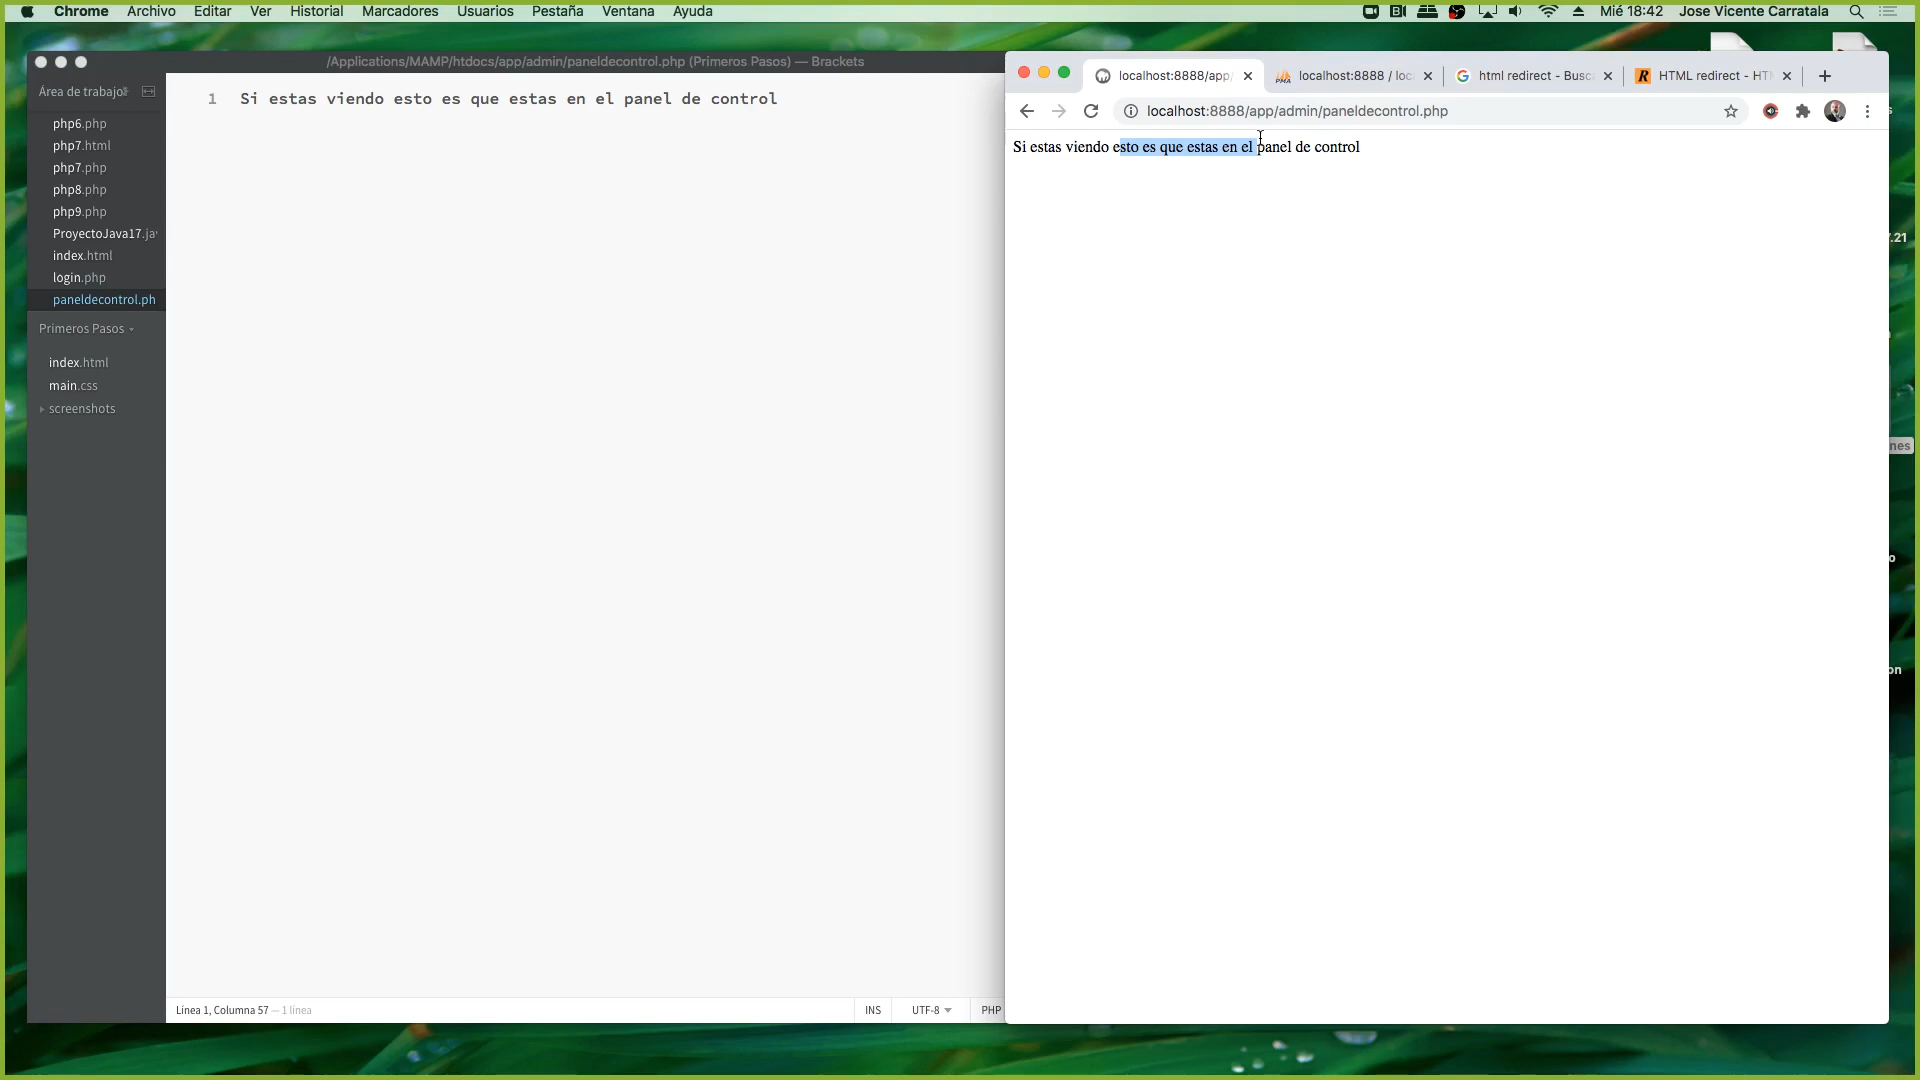 Chrome Archivo Editar Ver Historial Marcadores Usuarios Pestaña Ventana Ayuda
Mié 18:42 Jose Vicente Carratala
/Applications/MAMP/htdocs/app/admin/paneldecontrol.php (Primeros Pasos) — Brackets
Área de trabajo
php6.php
php7.html
php7.php
php8.php
php9.php
ProyectoJava17.ja
index.html
login.php
paneldecontrol.ph
Primeros Pasos
index.html
main.css
screenshots
1 Si estas viendo esto es que estas en el panel de control
Línea 1, Columna 57 — 1 línea
INS UTF-8 PHP
localhost:8888/app/
localhost:8888 / loc
html redirect - Busc
HTML redirect - HT
localhost:8888/app/admin/paneldecontrol.php
Si estas viendo esto es que estas en el panel de control
.21
nes
on